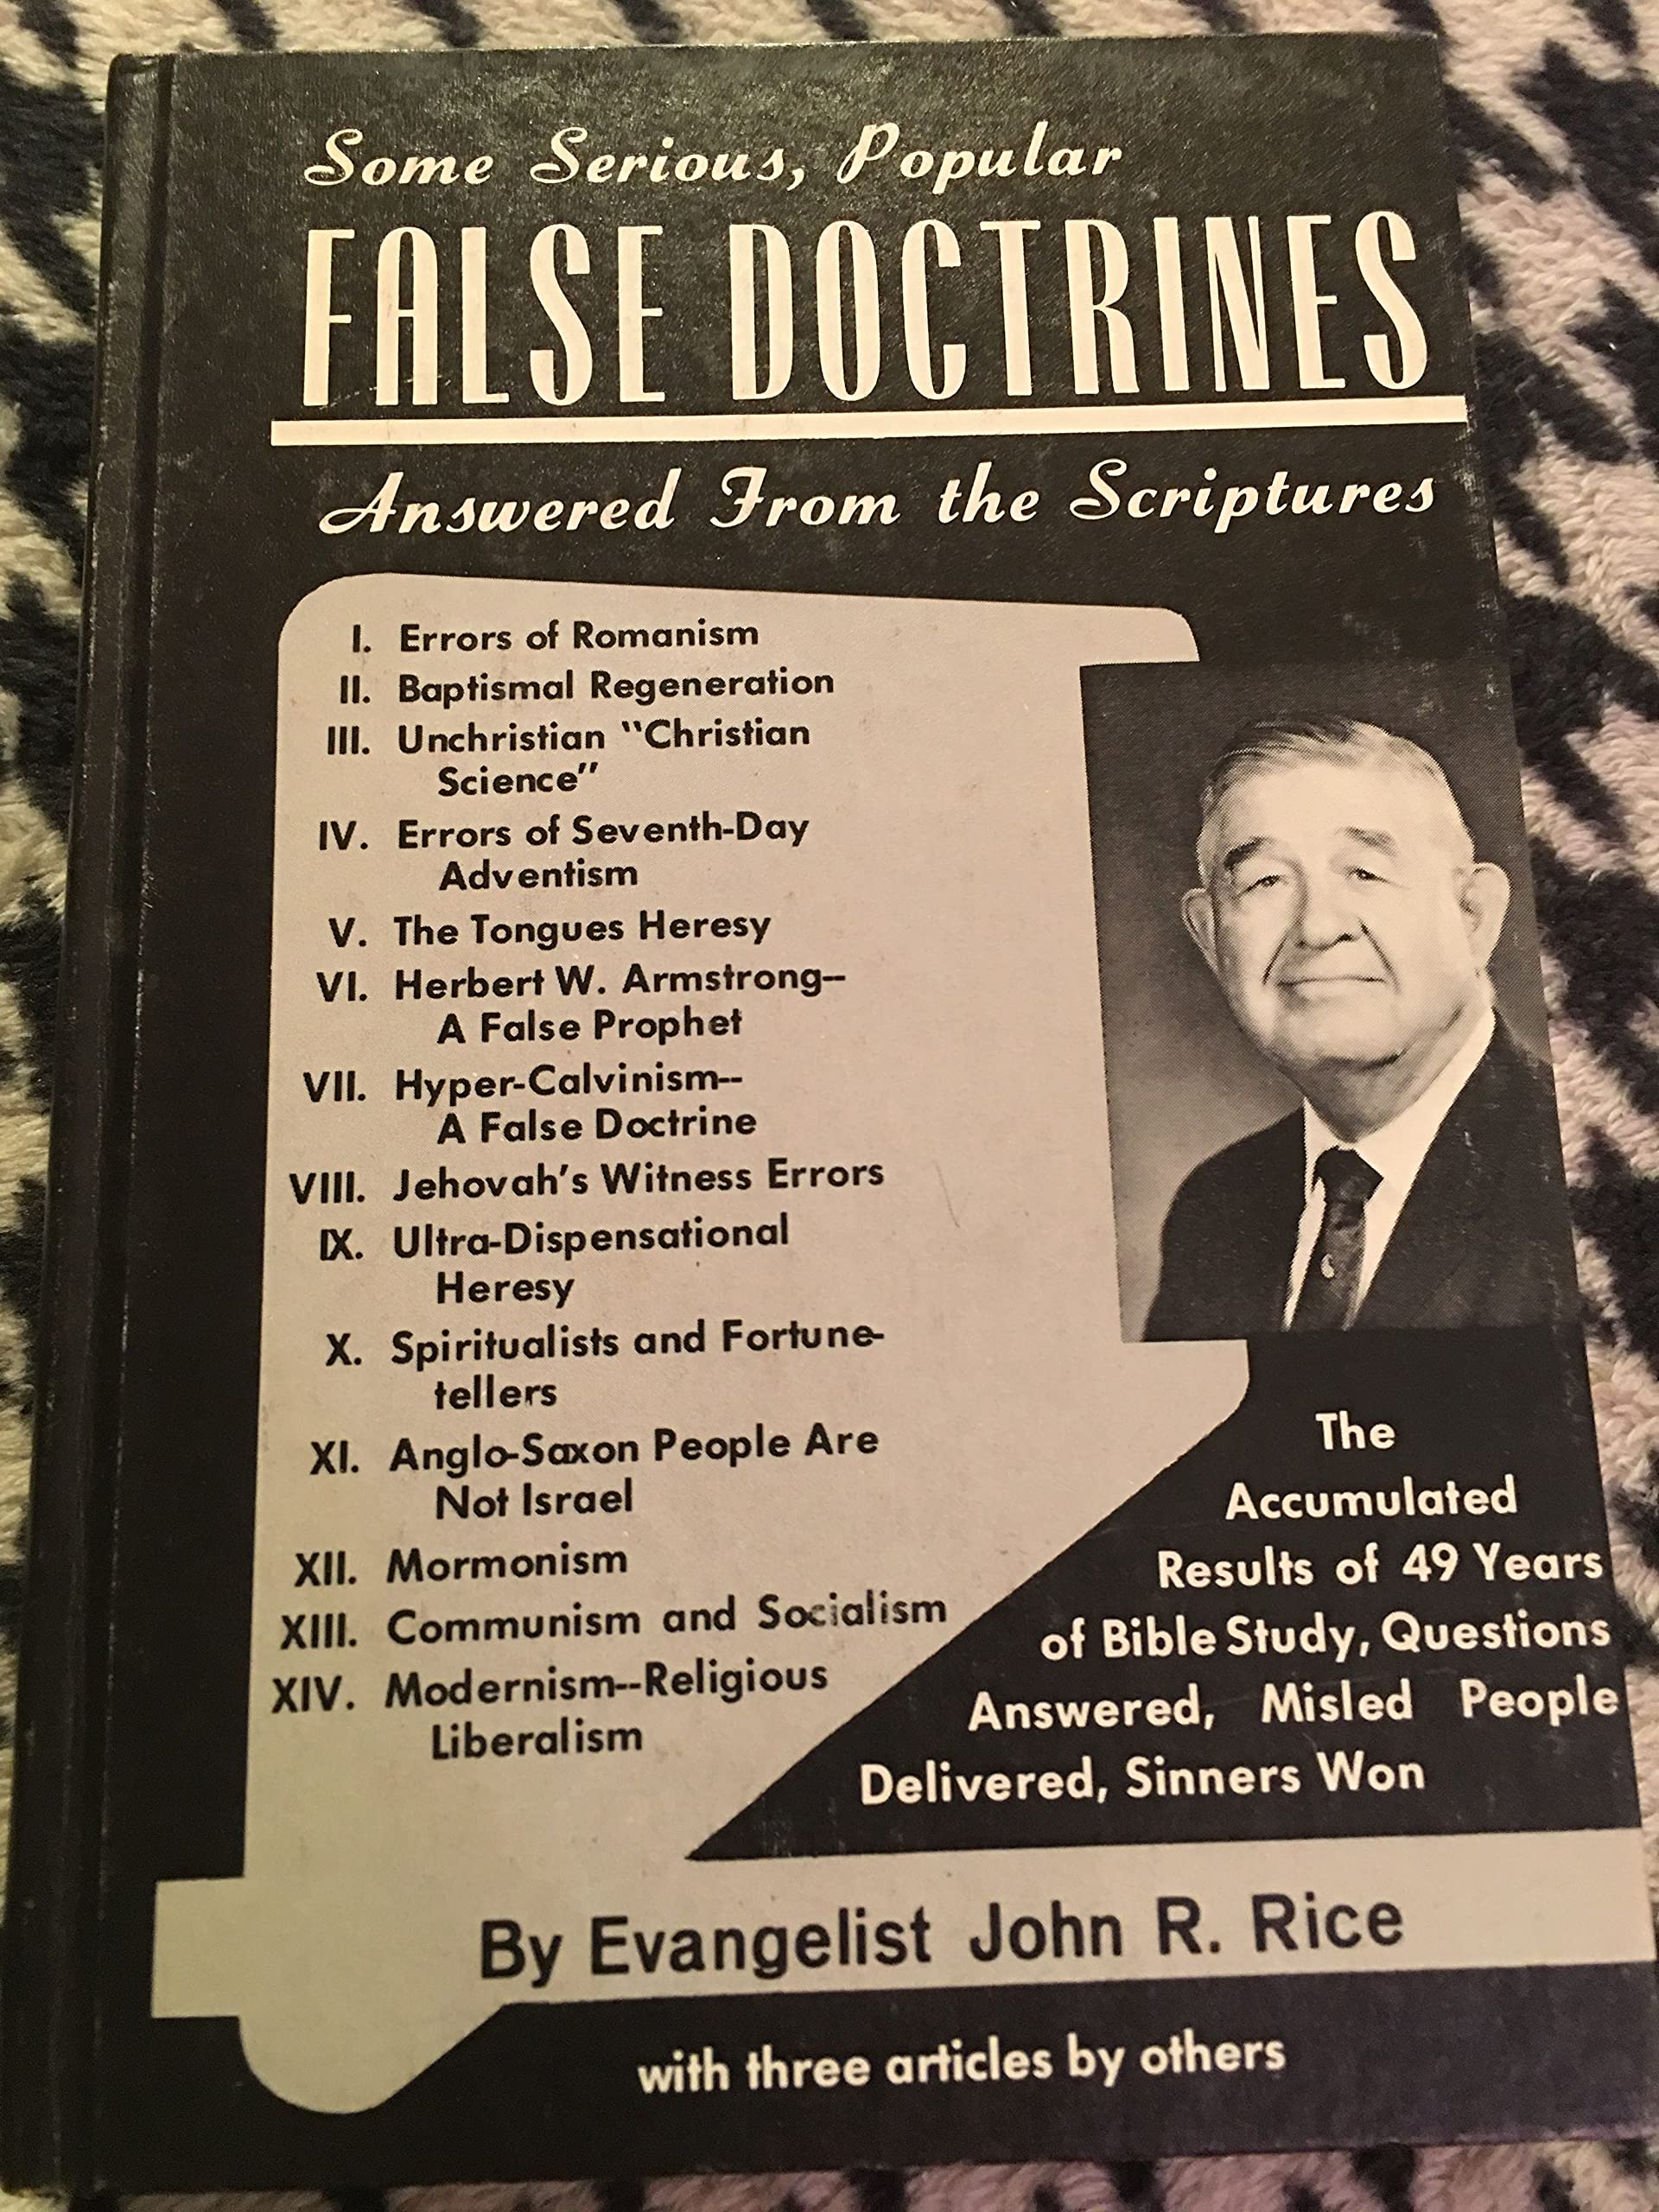 Some Serious, Popular
FALSE DOCTRINES
Answered From the Scriptures
I. Errors of Romanism
II. Baptismal Regeneration
III. Unchristian "Christian
Science"
IV. Errors of Seventh-Day
Adventism
V. The Tongues Heresy
VI. Herbert W. Armstrong--
A False Prophet
VII. Hyper-Calvinism--
A False Doctrine
VIII. Jehovah's Witness Errors
IX. Ultra-Dispensational
Heresy
X. Spiritualists and Fortune-
tellers
XI. Anglo-Saxon People Are
Not Israel
XII. Mormonism
XIII. Communism and Socialism
XIV. Modernism--Religious
Liberalism
The
Accumulated
Results of 49 Years
of Bible Study, Questions
Answered, Misled People
Delivered, Sinners Won
By Evangelist John R. Rice
with three articles by others